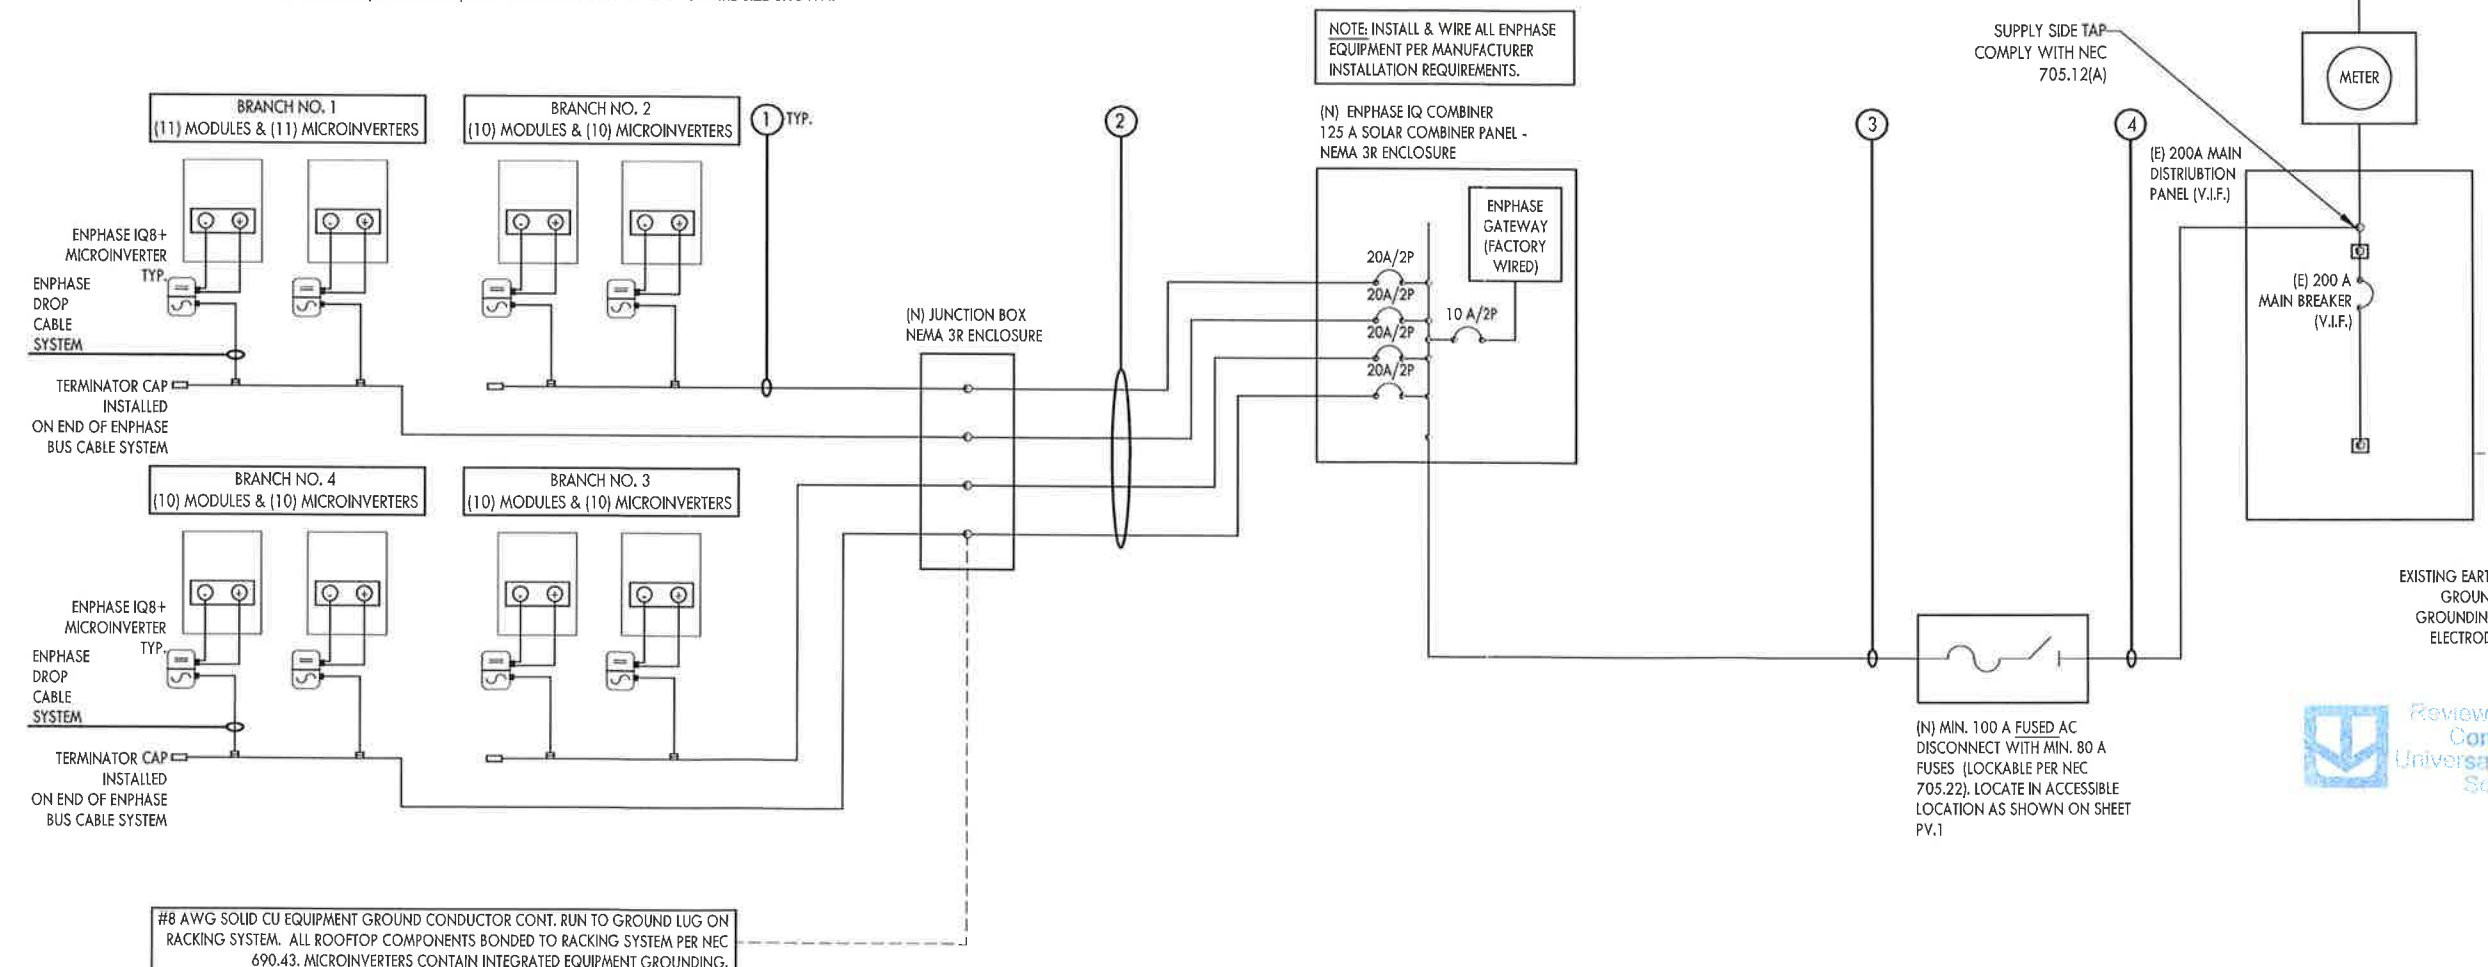 NOTE: INSTALL & WIRE ALL ENPHASE
EQUIPMENT PER MANUFACTURER
INSTALLATION REQUIREMENTS.
SUPPLY SIDE TAP
COMPLY WITH NEC
705.12(A)
METER
BRANCH NO. 1
(11) MODULES & (11) MICROINVERTERS
BRANCH NO. 2
(10) MODULES & (10) MICROINVERTERS
1
TYP.
2
(N) ENPHASE IQ COMBINER
125 A SOLAR COMBINER PANEL -
NEMA 3R ENCLOSURE
3
4
(E) 200A MAIN
DISTRIUBTION
PANEL (V.I.F.)
ENPHASE
GATEWAY
(FACTORY
WIRED)
ENPHASE IQ8+
MICROINVERTER
TYP.
ENPHASE
DROP
CABLE
SYSTEM
20A/2P
20A/2P
20A/2P
20A/2P
10 A/2P
(E) 200 A
MAIN BREAKER
(V.I.F.)
(N) JUNCTION BOX
NEMA 3R ENCLOSURE
TERMINATOR CAP
INSTALLED
ON END OF ENPHASE
BUS CABLE SYSTEM
BRANCH NO. 4
(10) MODULES & (10) MICROINVERTERS
BRANCH NO. 3
(10) MODULES & (10) MICROINVERTERS
ENPHASE IQ8+
MICROINVERTER
TYP.
ENPHASE
DROP
CABLE
SYSTEM
TERMINATOR CAP
INSTALLED
ON END OF ENPHASE
BUS CABLE SYSTEM
EXISTING EART
GROUN
GROUNDIN
ELECTROD
(N) MIN. 100 A FUSED AC
DISCONNECT WITH MIN. 80 A
FUSES (LOCKABLE PER NEC
705.22). LOCATE IN ACCESSIBLE
LOCATION AS SHOWN ON SHEET
PV.1
Review
Universa
#8 AWG SOLID CU EQUIPMENT GROUND CONDUCTOR CONT. RUN TO GROUND LUG ON
RACKING SYSTEM. ALL ROOFTOP COMPONENTS BONDED TO RACKING SYSTEM PER NEC
690.43. MICROINVERTERS CONTAIN INTEGRATED EQUIPMENT GROUNDING.